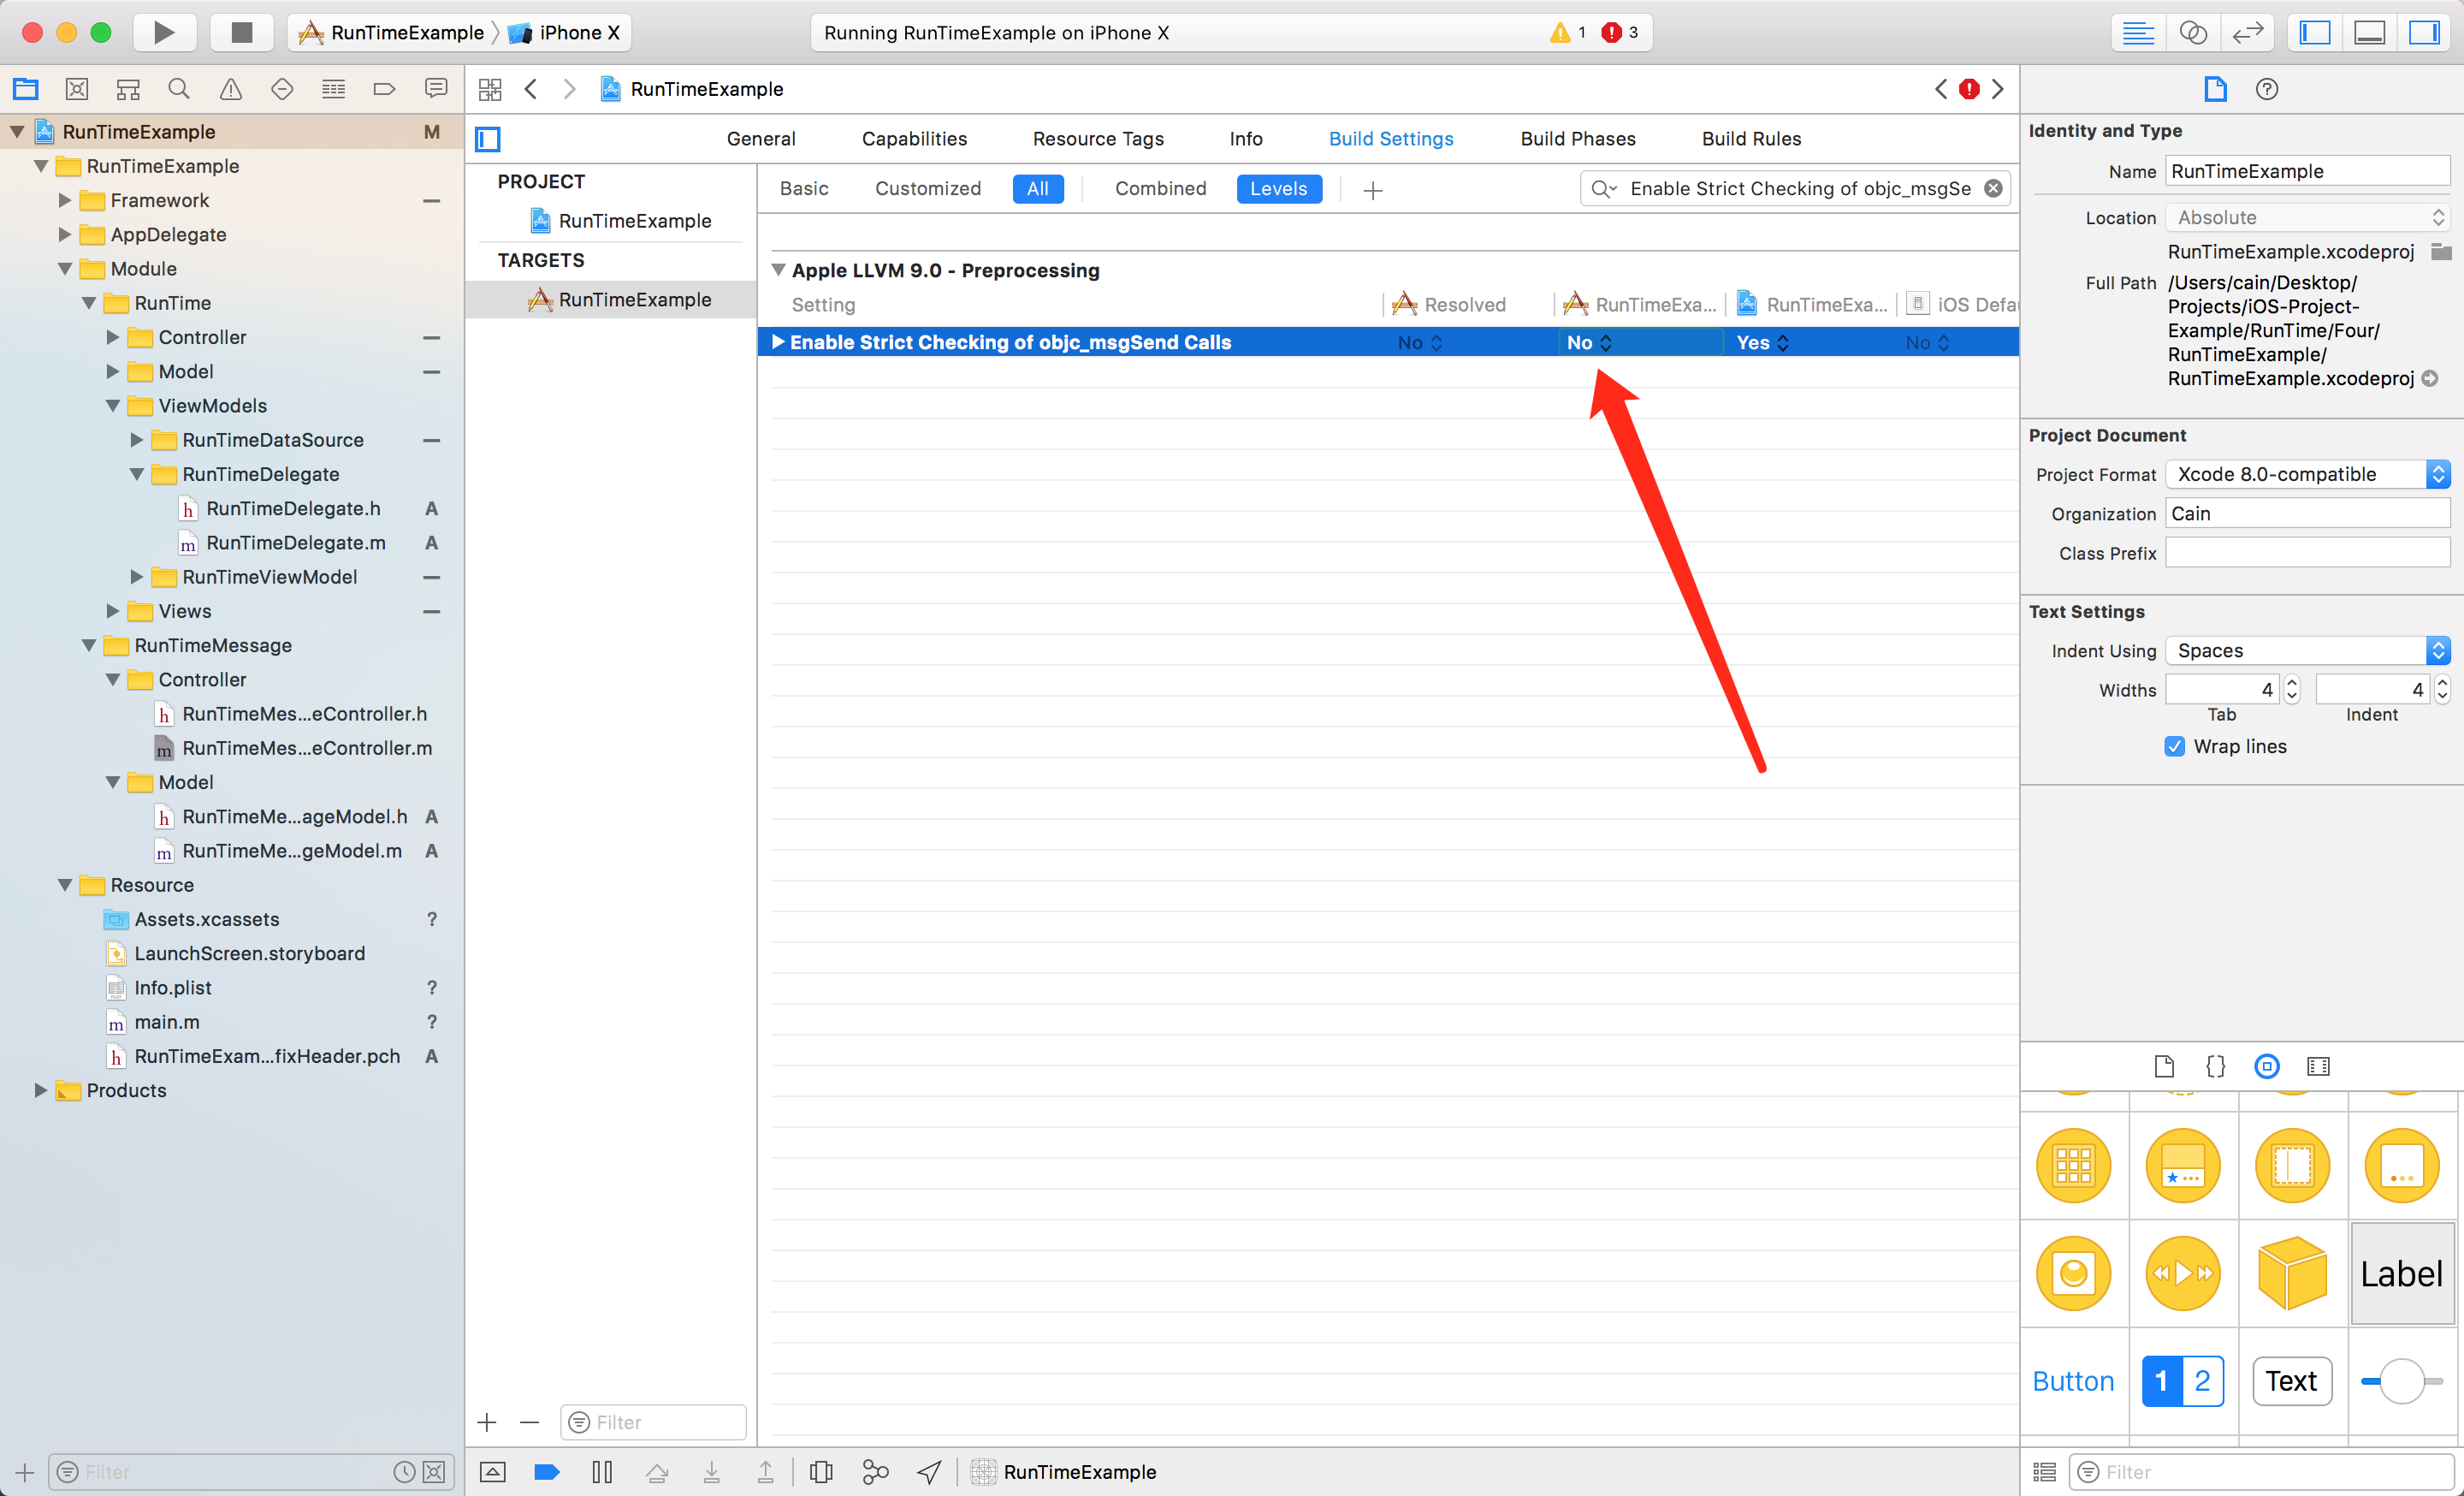 RunTimeExample
iPhone X
Running RunTimeExample on iPhone X
1
3
RunTimeExample
RunTimeExample M
RunTimeExample
Framework
AppDelegate
Module
RunTime
Controller
Model
ViewModels
RunTimeDataSource
RunTimeDelegate
RunTimeDelegate.h A
RunTimeDelegate.m A
RunTimeViewModel
Views
RunTimeMessage
Controller
RunTimeMes...eController.h
RunTimeMes...eController.m
Model
RunTimeMe...ageModel.h A
RunTimeMe...geModel.m A
Resource
Assets.xcassets ?
LaunchScreen.storyboard
Info.plist ?
main.m ?
RunTimeExam...fixHeader.pch A
Products
Filter
General Capabilities Resource Tags Info Build Settings Build Phases Build Rules
PROJECT
RunTimeExample
TARGETS
RunTimeExample
Filter
Basic Customized All Combined Levels
Enable Strict Checking of objc_msgSe
Apple LLVM 9.0 - Preprocessing
Setting Resolved RunTimeExa... RunTimeExa... iOS Defau
Enable Strict Checking of objc_msgSend Calls No No Yes No
RunTimeExample
Identity and Type
Name RunTimeExample
Location Absolute
RunTimeExample.xcodeproj
Full Path /Users/cain/Desktop/
Projects/iOS-Project-
Example/RunTime/Four/
RunTimeExample/
RunTimeExample.xcodeproj
Project Document
Project Format Xcode 8.0-compatible
Organization Cain
Class Prefix
Text Settings
Indent Using Spaces
Widths 4 4
Tab Indent
Wrap lines
Label
Button
1 2
Text
Filter